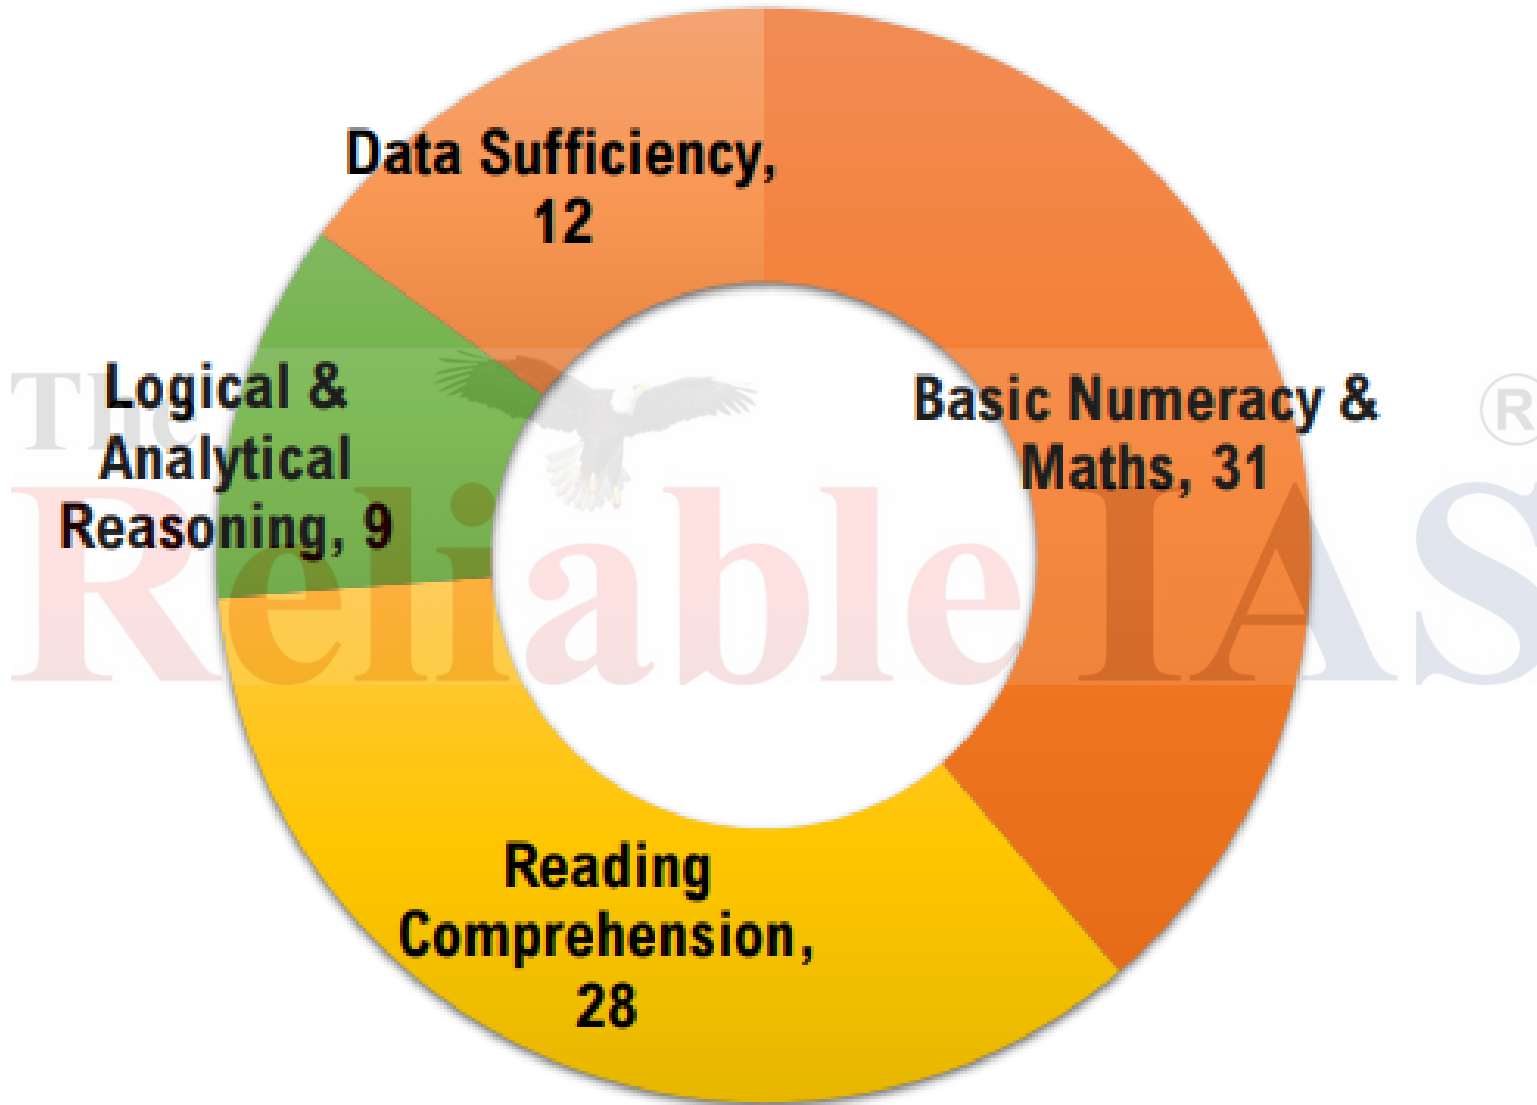 Data Sufficiency,
12
Logical &
Analytical
Reasoning, 9
Basic Numeracy &
Maths, 31
Reading
Comprehension,
28
The
Reliable IAS
®